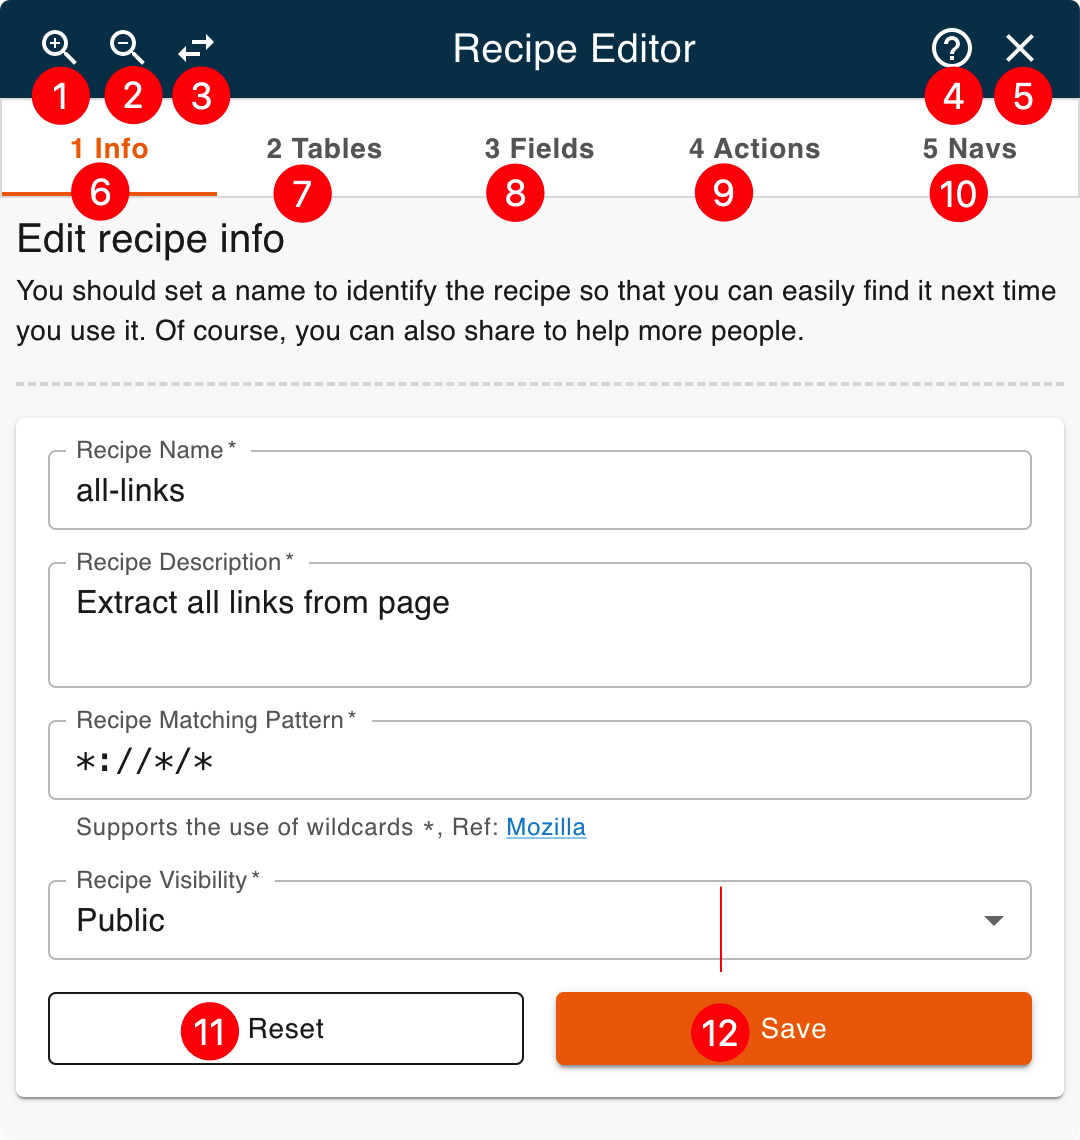 Recipe Editor
1 2 3 4 5
1 Info 2 Tables 3 Fields 4 Actions 5 Navs
6 7 8 9 10
Edit recipe info
You should set a name to identify the recipe so that you can easily find it next time
you use it. Of course, you can also share to help more people.
Recipe Name *
all-links
Recipe Description *
Extract all links from page
Recipe Matching Pattern *
*://*/*
Supports the use of wildcards *, Ref: Mozilla
Recipe Visibility *
Public
11 Reset 12 Save